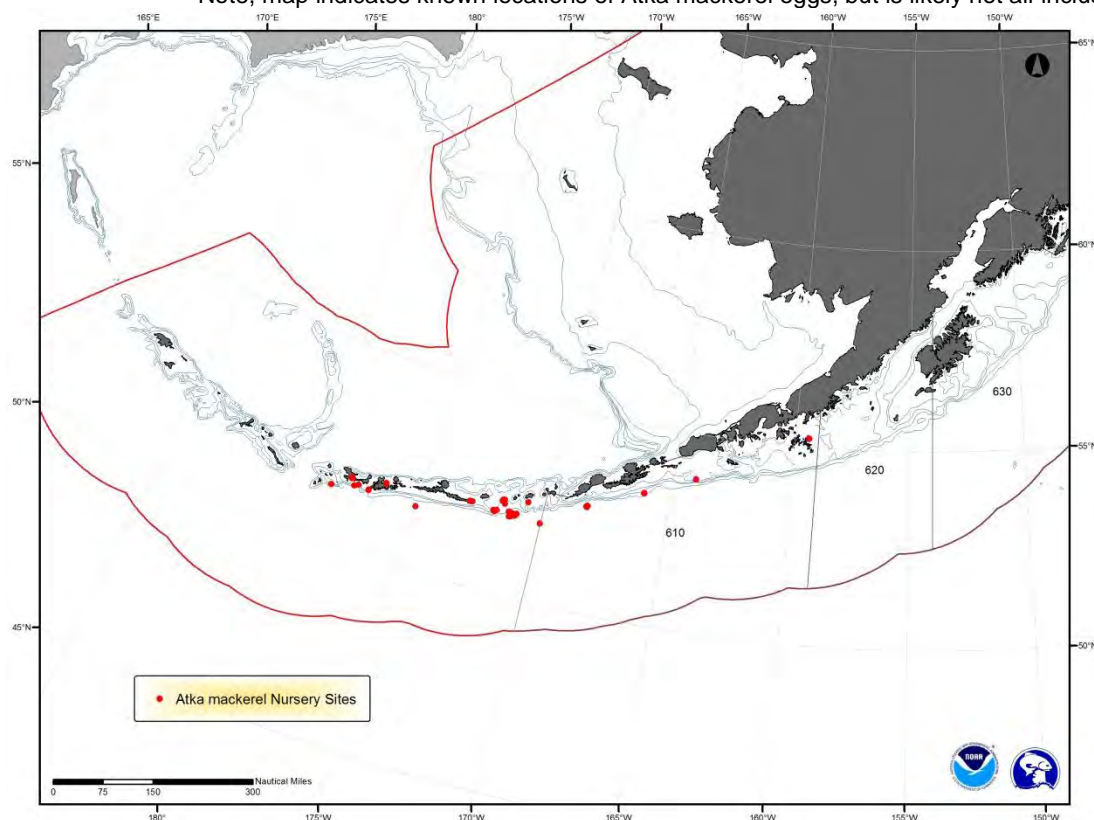 Note, map indicates known locations of Atka mackerel eggs, but is likely not all
165°E 170°E 175°E 180° 175°W 170°W 165°W 160°W 155°W 150°W
65°N
55°N
60°N
50°N
630
55°N
620
610
45°N
50°N
Atka mackerel Nursery Sites
Nautical Miles
0 75 150 300
NOAA
180° 175°W 170°W 165°W 160°W 155°W 150°W